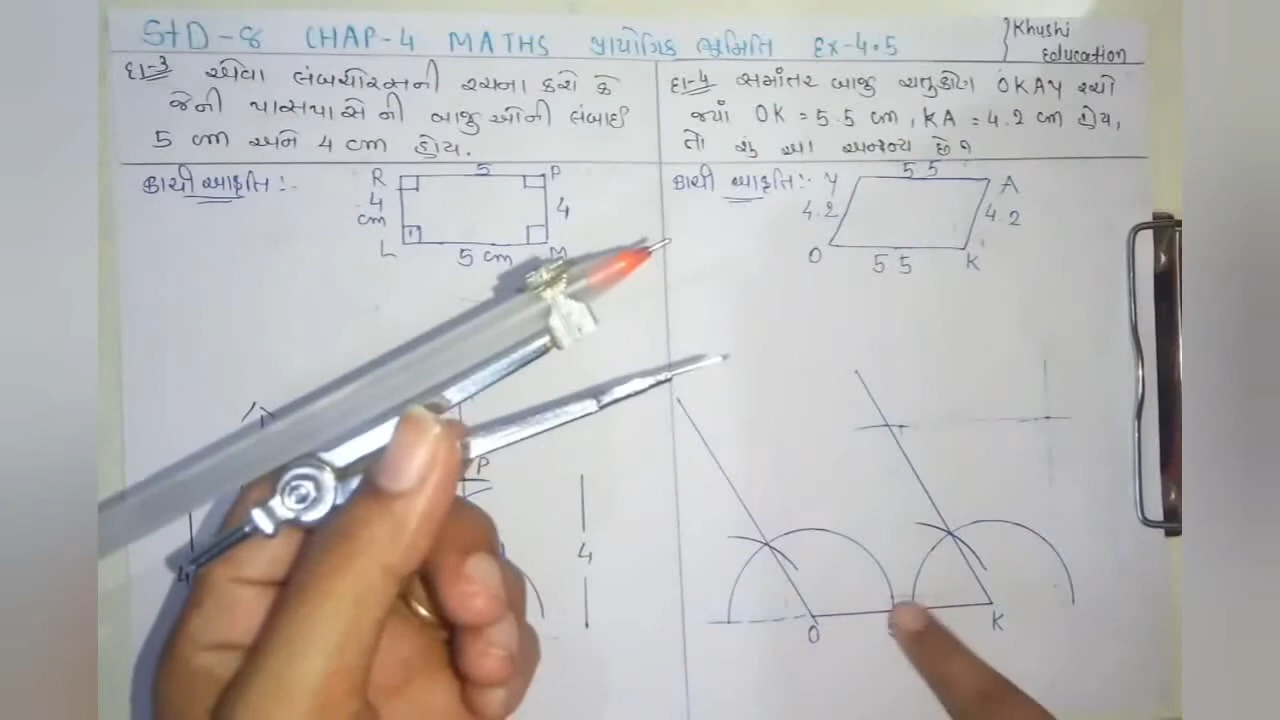 STD-8 CHAP-4 MATHS પ્રાયોગિક ભૂમિતિ Ex-4.5
Khushi
Education
દા-3 એવા લંબચોરસની રચના કરો કે
જેની પાસપાસે ની બાજુ ઓની લંબાઈ
5 cm અને 4 cm હોય.
કાચી આકૃતિ :-
R 5 P
4 4
cm
L 5 cm M
દા-4 સમાંતર બાજુ ચતુષ્કોણ OKAY રચો
જ્યાં OK = 5.5 cm, KA = 4.2 cm હોય,
તો શું આ અનન્ય છે?
કાચી આકૃતિ :-
Y 5 5 A
4.2 4.2
O 5 5 K
P
4
4
O K